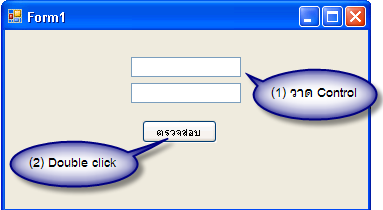 Form1
(1) วาด Control
ตรวจสอบ
(2) Double click